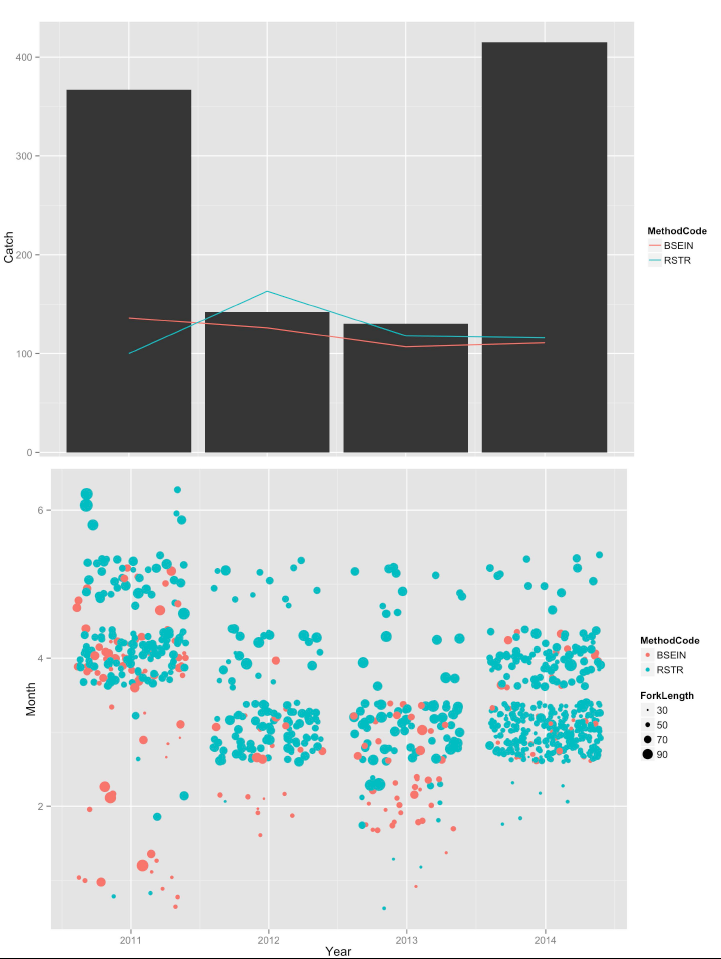 400
300
200
100
0
Catch
MethodCode
BSEIN
RSTR
6
4
2
Month
2011
2012
2013
2014
Year
MethodCode
BSEIN
RSTR
ForkLength
30
50
70
90